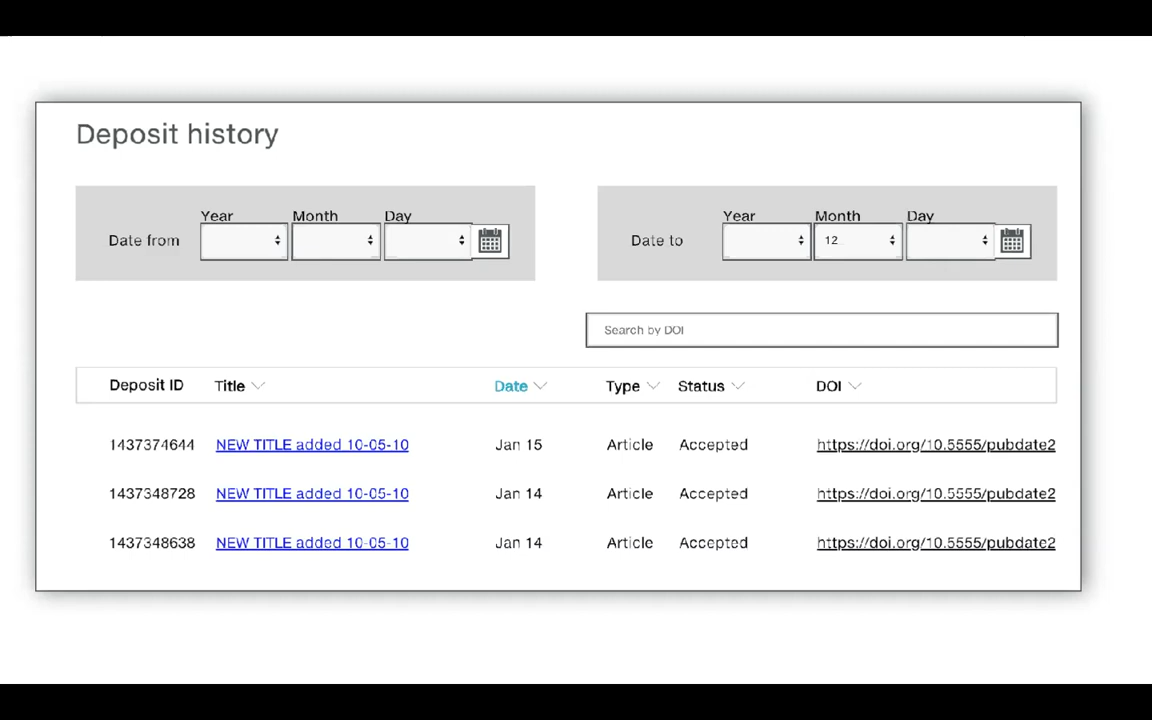 Deposit history
Year Month Day
Date from
Year Month Day
Date to 12
Search by DOI
Deposit ID Title Date Type Status DOI
1437374644 NEW TITLE added 10-05-10 Jan 15 Article Accepted https://doi.org/10.5555/pubdate2
1437348728 NEW TITLE added 10-05-10 Jan 14 Article Accepted https://doi.org/10.5555/pubdate2
1437348638 NEW TITLE added 10-05-10 Jan 14 Article Accepted https://doi.org/10.5555/pubdate2